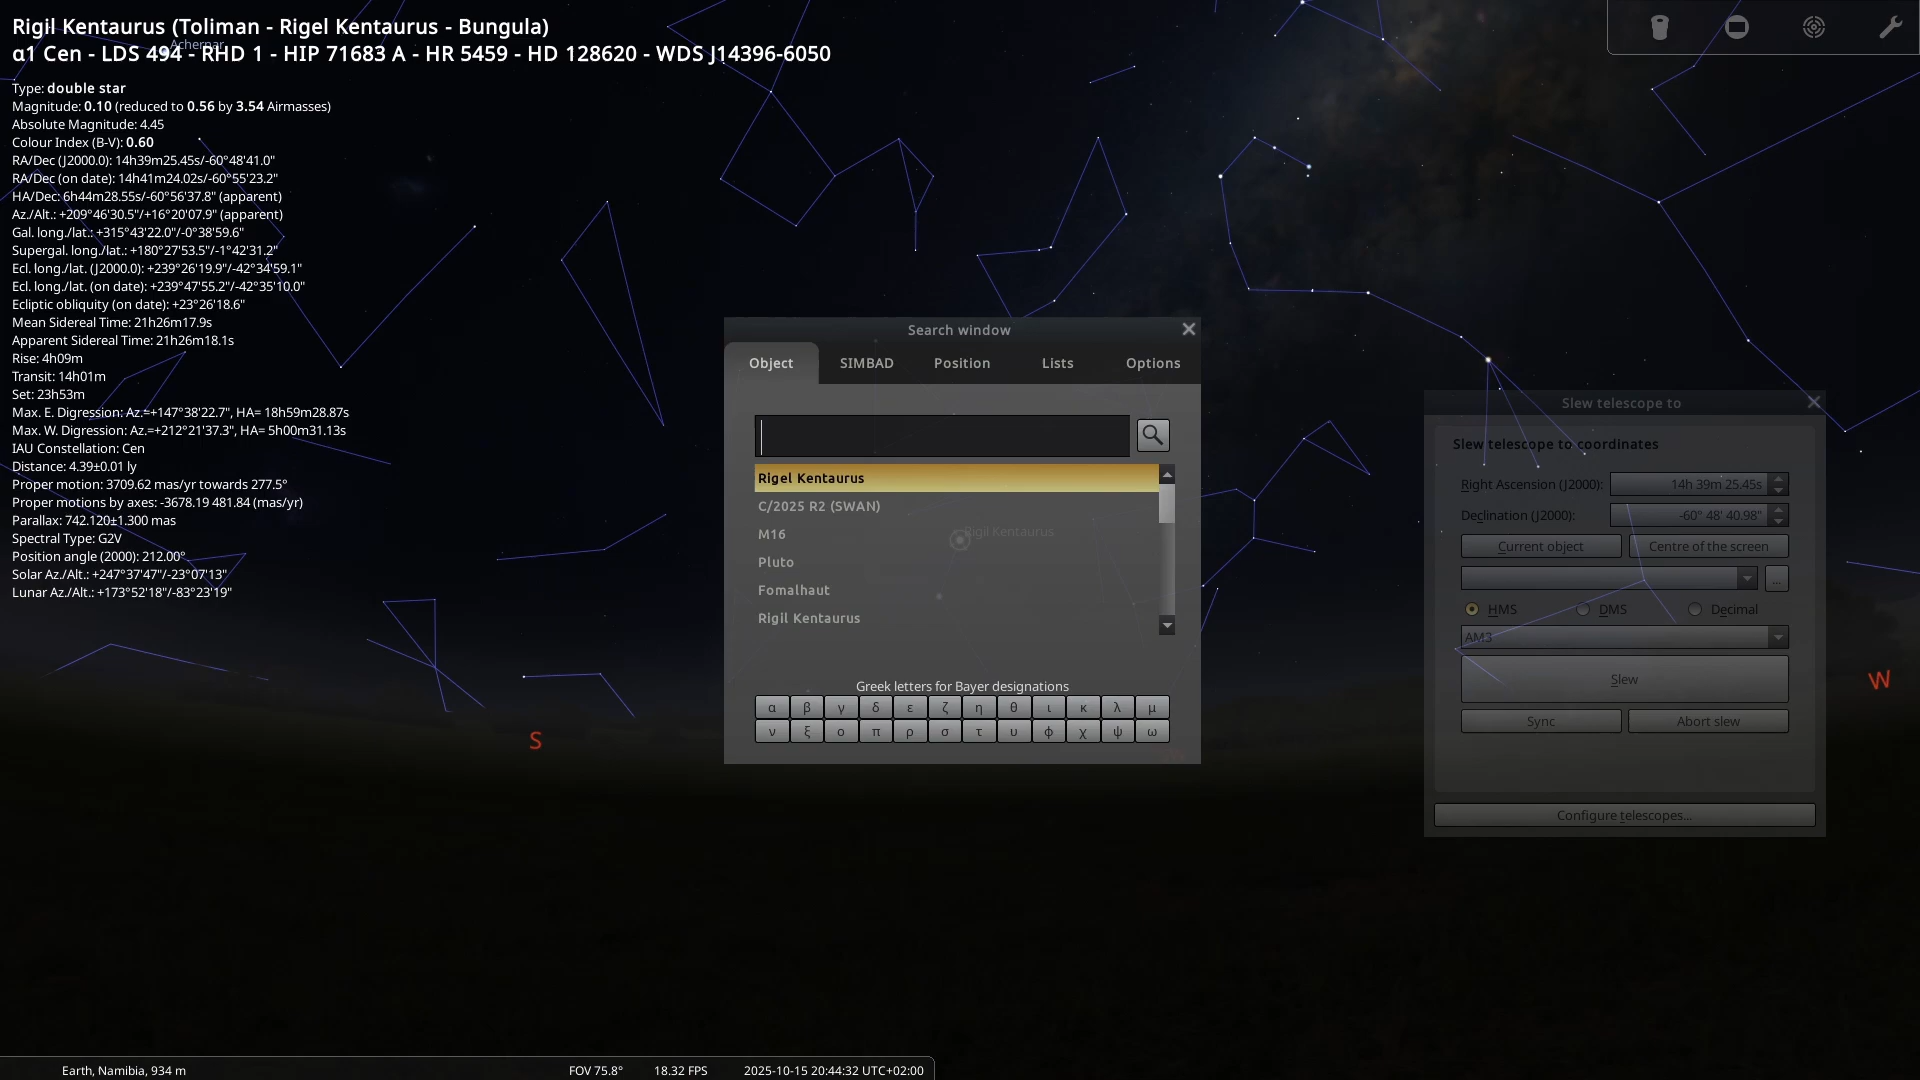 Rigil Kentaurus (Toliman - Rigel Kentaurus - Bungula)
Achernar
α1 Cen - LDS 494 - RHD 1 - HIP 71683 A - HR 5459 - HD 128620 - WDS J14396-6050
Type: double star
Magnitude: 0.10 (reduced to 0.56 by 3.54 Airmasses)
Absolute Magnitude: 4.45
Colour Index (B-V): 0.60
RA/Dec (J2000.0): 14h39m25.45s/-60°48'41.0"
RA/Dec (on date): 14h41m24.02s/-60°55'23.2"
HA/Dec: 6h44m28.55s/-60°56'37.8" (apparent)
Az./Alt.: +209°46'30.5"/+16°20'07.9" (apparent)
Gal. long./lat.: +315°43'22.0"/-0°38'59.6"
Supergal. long./lat.: +180°27'53.5"/-1°42'31.2"
Ecl. long./lat. (J2000.0): +239°26'19.9"/-42°34'59.1"
Ecl. long./lat. (on date): +239°47'55.2"/-42°35'10.0"
Ecliptic obliquity (on date): +23°26'18.6"
Mean Sidereal Time: 21h26m17.9s
Apparent Sidereal Time: 21h26m18.1s
Rise: 4h09m
Transit: 14h01m
Set: 23h53m
Max. E. Digression: Az.=+147°38'22.7", HA= 18h59m28.87s
Max. W. Digression: Az.=+212°21'37.3", HA= 5h00m31.13s
IAU Constellation: Cen
Distance: 4.39±0.01 ly
Proper motion: 3709.62 mas/yr towards 277.5°
Proper motions by axes: -3678.19 481.84 (mas/yr)
Parallax: 742.120±1.300 mas
Spectral Type: G2V
Position angle (2000): 212.00°
Solar Az./Alt.: +247°37'47"/-23°07'13"
Lunar Az./Alt.: +173°52'18"/-83°23'19"
Search window
Object SIMBAD Position Lists Options
Rigel Kentaurus
C/2025 R2 (SWAN)
M16
Rigil Kentaurus
Pluto
Fomalhaut
Rigil Kentaurus
Greek letters for Bayer designations
α β γ δ ε ζ η θ ι κ λ μ
ν ξ ο π ρ σ τ υ φ χ ψ ω
Slew telescope to
Slew telescope to coordinates
Right Ascension (J2000): 14h 39m 25.45s
Declination (J2000): -60° 48' 40.98"
Current object Centre of the screen
...
HMS DMS Decimal
AM3
Slew
Sync Abort slew
Configure telescopes...
S
W
Earth, Namibia, 934 m FOV 75.8° 18.32 FPS 2025-10-15 20:44:32 UTC+02:00